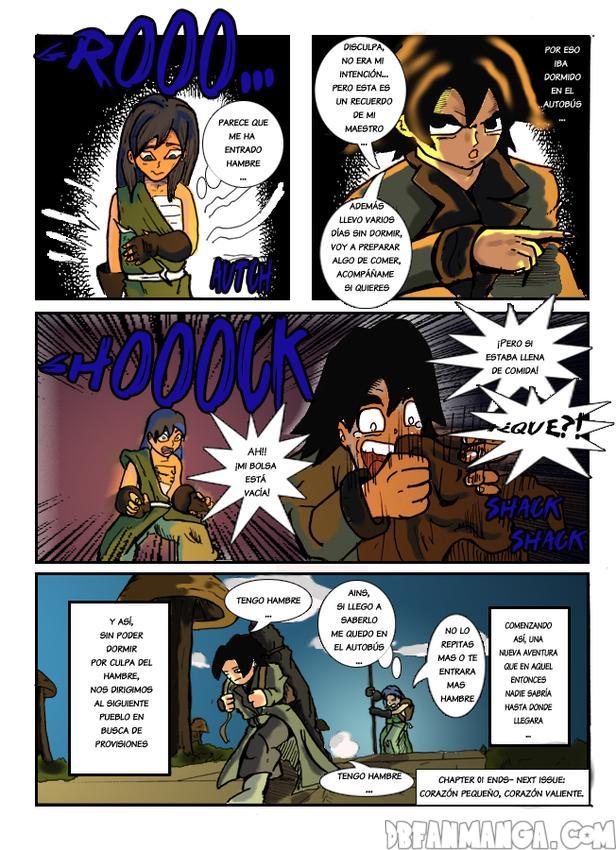 GROOO...
PARECE QUE
ME HA
ENTRADO
HAMBRE
...
AUTCH
DISCULPA,
NO ERA MI
INTENCIÓN...
PERO ESTA ES
UN RECUERDO
DE MI
MAESTRO
...
POR ESO
IBA
DORMIDO
EN EL
AUTOBÚS
...
ADEMÁS
LLEVO VARIOS
DÍAS SIN DORMIR,
VOY A PREPARAR
ALGO DE COMER,
ACOMPÁÑAME
SI QUIERES
SHOOOCK
AH!!
¡MI BOLSA
ESTÁ
VACÍA!
¡PERO SI
ESTABA LLENA
DE COMIDA!
¿EQUE?!
SHACK
SHACK
Y ASÍ,
SIN PODER
DORMIR
POR CULPA DEL
HAMBRE,
NOS DIRIGIMOS
AL SIGUIENTE
PUEBLO EN
BUSCA DE
PROVISIONES
TENGO HAMBRE
...
AINS,
SI LLEGO A
SABERLO
ME QUEDO EN
EL AUTOBÚS
NO LO
REPITAS
MAS O TE
ENTRARA
MAS
HAMBRE
TENGO HAMBRE
...
COMENZANDO
ASÍ, UNA
NUEVA AVENTURA
QUE EN AQUEL
ENTONCES
NADIE SABRÍA
HASTA DONDE
LLEGARA
...
CHAPTER 01 ENDS- NEXT ISSUE:
CORAZÓN PEQUEÑO, CORAZÓN VALIENTE.
DBFANMANGA.COM